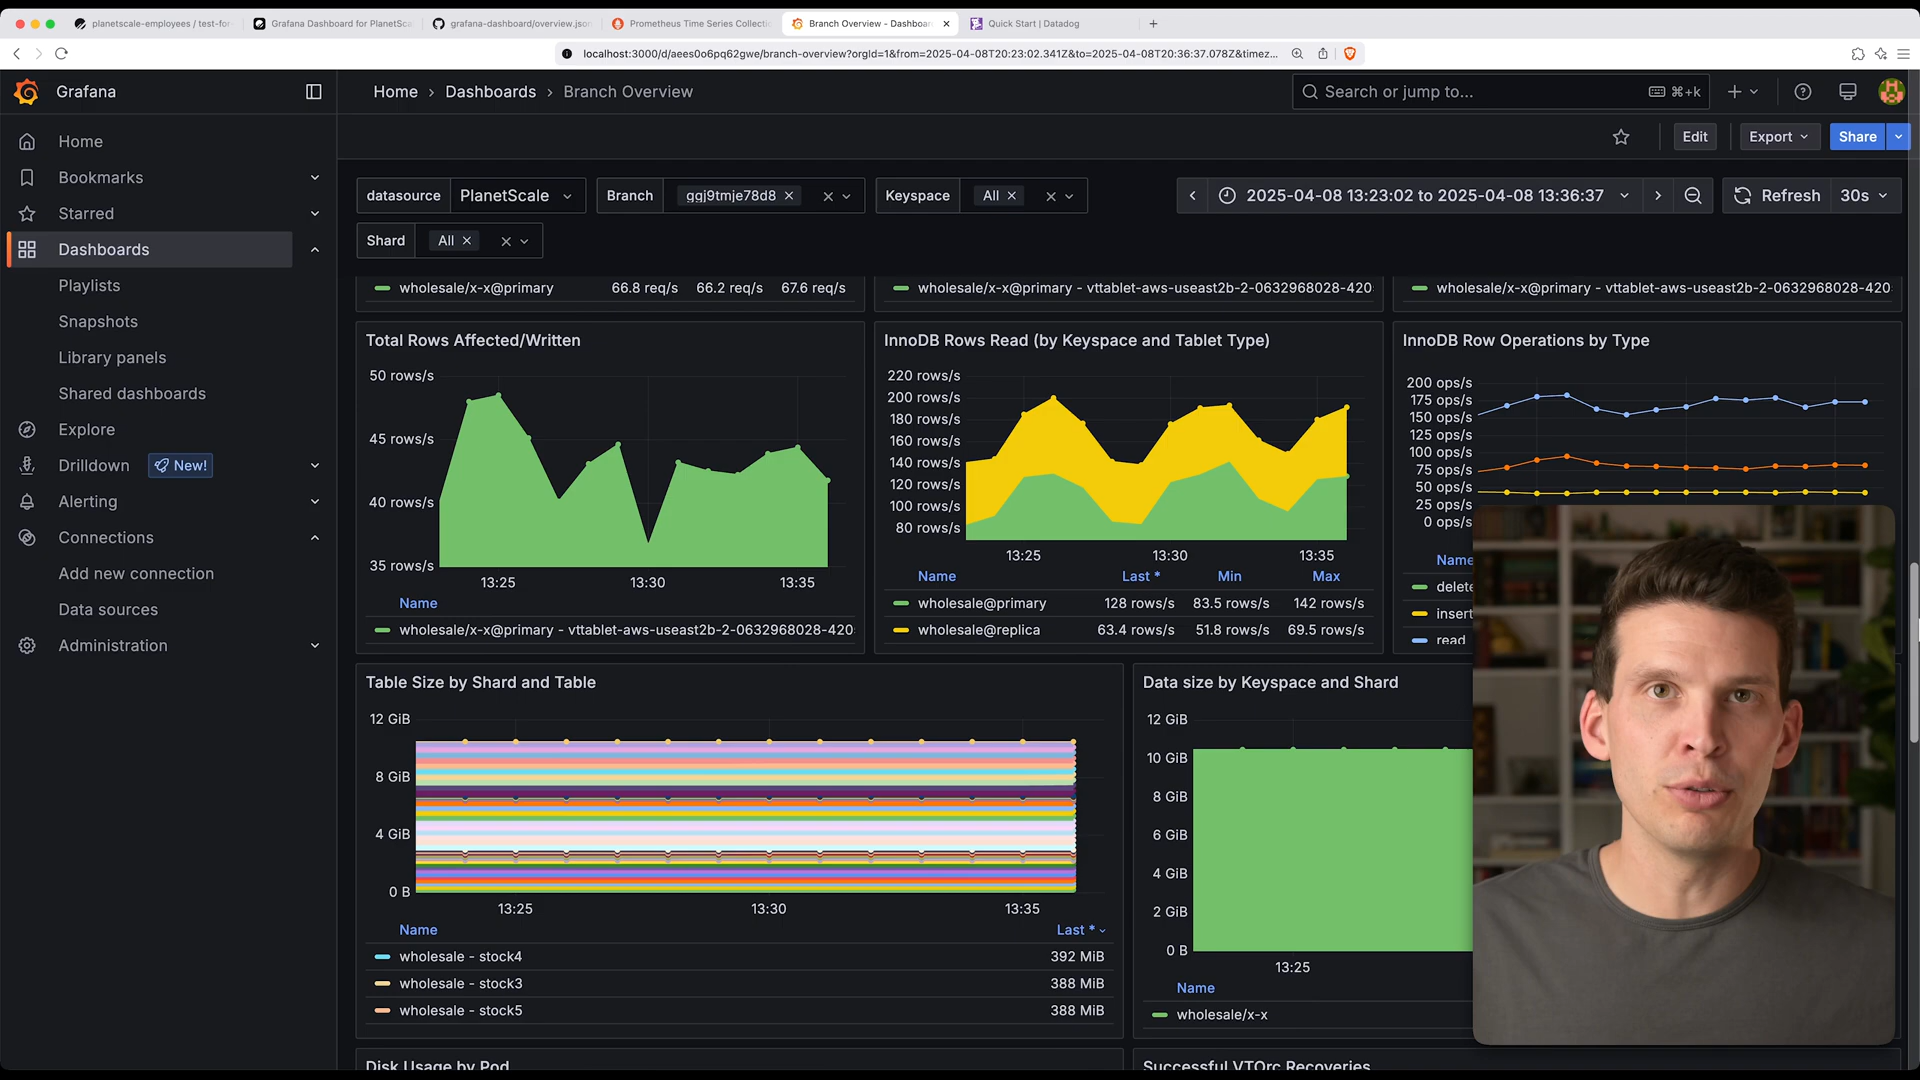 planetscale-employees / test-for-
Grafana Dashboard for PlanetSca
grafana-dashboard/overview.json
Prometheus Time Series Collecti
Branch Overview - Dashboar
Quick Start | Datadog
localhost:3000/d/aees0o6pq62gwe/branch-overview?orgId=1&from=2025-04-08T20:23:02.341Z&to=2025-04-08T20:36:37.078Z&timez...
Grafana
Home › Dashboards › Branch Overview
Search or jump to...
⌘+k
Edit
Export
Share
Home
Bookmarks
Starred
Dashboards
Playlists
Snapshots
Library panels
Shared dashboards
Explore
Drilldown
New!
Alerting
Connections
Add new connection
Data sources
Administration
datasource PlanetScale
Branch gqj9tmje78d8
Keyspace All
2025-04-08 13:23:02 to 2025-04-08 13:36:37
Refresh 30s
Shard All
wholesale/x-x@primary 66.8 req/s 66.2 req/s 67.6 req/s
wholesale/x-x@primary - vttablet-aws-useast2b-2-0632968028-420
wholesale/x-x@primary - vttablet-aws-useast2b-2-0632968028-420
Total Rows Affected/Written
50 rows/s
45 rows/s
40 rows/s
35 rows/s
13:25 13:30 13:35
Name
wholesale/x-x@primary - vttablet-aws-useast2b-2-0632968028-420
InnoDB Rows Read (by Keyspace and Tablet Type)
220 rows/s
200 rows/s
180 rows/s
160 rows/s
140 rows/s
120 rows/s
100 rows/s
80 rows/s
13:25 13:30 13:35
Name Last * Min Max
wholesale@primary 128 rows/s 83.5 rows/s 142 rows/s
wholesale@replica 63.4 rows/s 51.8 rows/s 69.5 rows/s
InnoDB Row Operations by Type
200 ops/s
175 ops/s
150 ops/s
125 ops/s
100 ops/s
75 ops/s
50 ops/s
25 ops/s
0 ops/s
Name
delete
insert
read
Table Size by Shard and Table
12 GiB
8 GiB
4 GiB
0 B
13:25 13:30 13:35
Name Last *
wholesale - stock4 392 MiB
wholesale - stock3 388 MiB
wholesale - stock5 388 MiB
Data size by Keyspace and Shard
12 GiB
10 GiB
8 GiB
6 GiB
4 GiB
2 GiB
0 B
13:25
Name
wholesale/x-x
Disk Usage by Pod
Successful VTOrc Recoveries